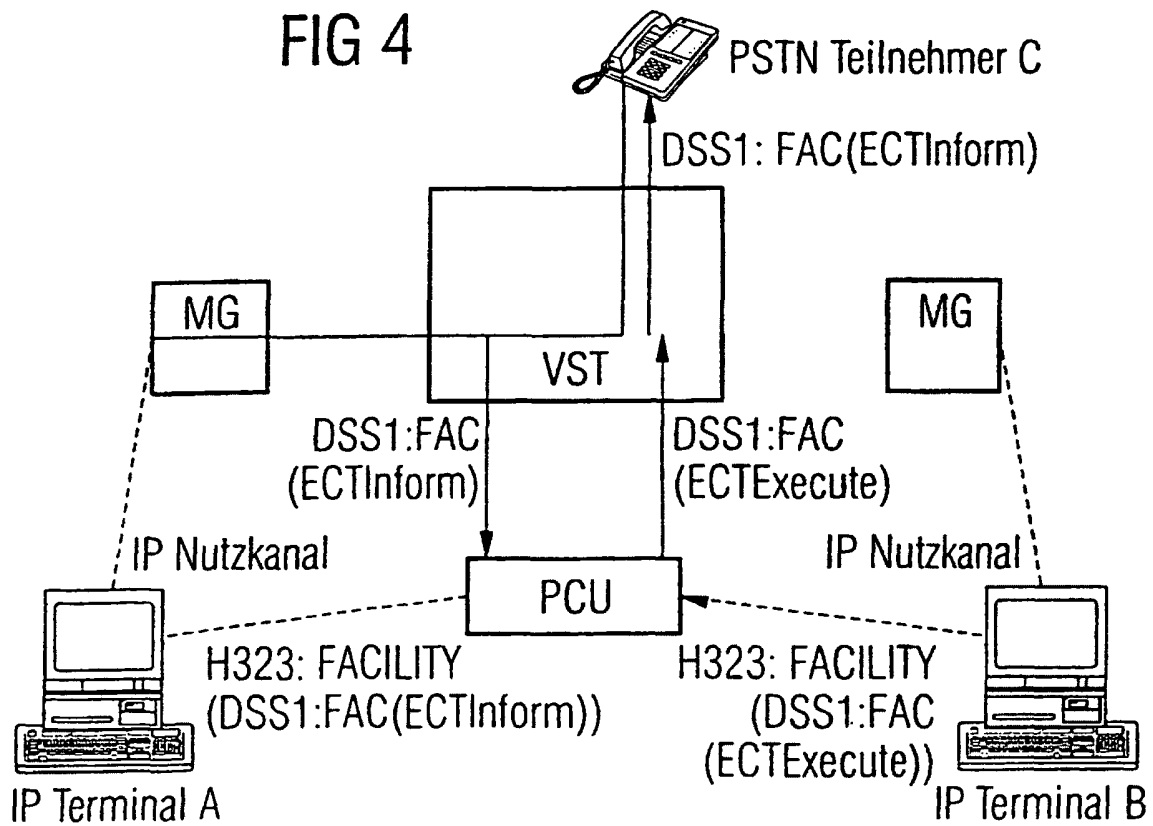 FIG 4
PSTN Teilnehmer C
DSS1: FAC(ECTInform)
MG
MG
VST
DSS1:FAC
(ECTInform)
DSS1:FAC
(ECTExecute)
IP Nutzkanal
IP Nutzkanal
PCU
H323: FACILITY
(DSS1:FAC(ECTInform))
H323: FACILITY
(DSS1:FAC
(ECTExecute))
IP Terminal A
IP Terminal B